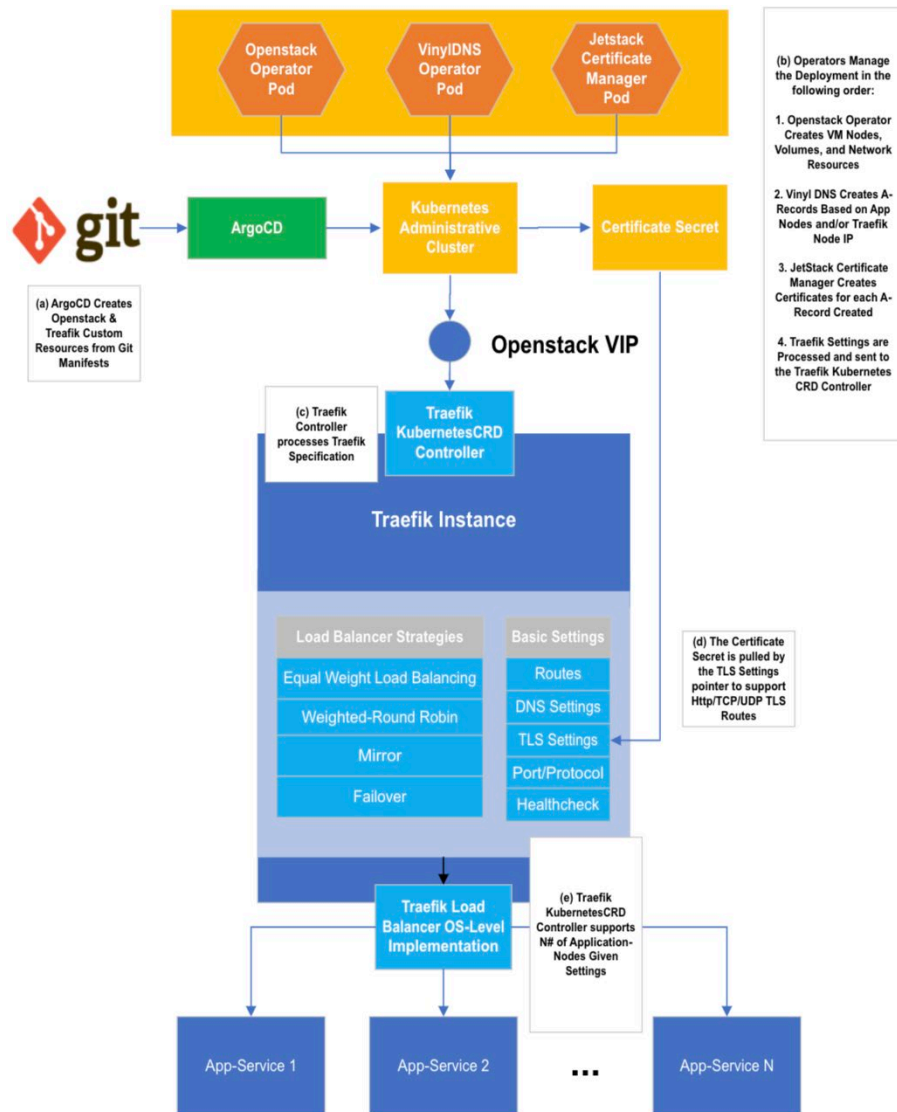 Openstack
Operator
Pod
VinylDNS
Operator
Pod
Jetstack
Certificate
Manager
Pod
(b) Operators Manage
the Deployment in the
following order:
1. Openstack Operator
Creates VM Nodes,
Volumes, and Network
Resources
2. Vinyl DNS Creates A-
Records Based on App
Nodes and/or Traefik
Node IP
3. JetStack Certificate
Manager Creates
Certificates for each A-
Record Created
4. Traefik Settings are
Processed and sent to
the Traefik Kubernetes
CRD Controller
git
ArgoCD
Kubernetes
Administrative
Cluster
Certificate Secret
(a) ArgoCD Creates
Openstack &
Treafik Custom
Resources from Git
Manifests
Openstack VIP
(c) Traefik
Controller
processes Traefik
Specification
Traefik
KubernetesCRD
Controller
Traefik Instance
Load Balancer Strategies
Equal Weight Load Balancing
Weighted-Round Robin
Mirror
Failover
Basic Settings
Routes
DNS Settings
TLS Settings
Port/Protocol
Healthcheck
(d) The Certificate
Secret is pulled by
the TLS Settings
pointer to support
Http/TCP/UDP TLS
Routes
Traefik Load
Balancer OS-Level
Implementation
(e) Traefik
KubernetesCRD
Controller supports
N# of Application-
Nodes Given
Settings
App-Service 1
App-Service 2
...
App-Service N